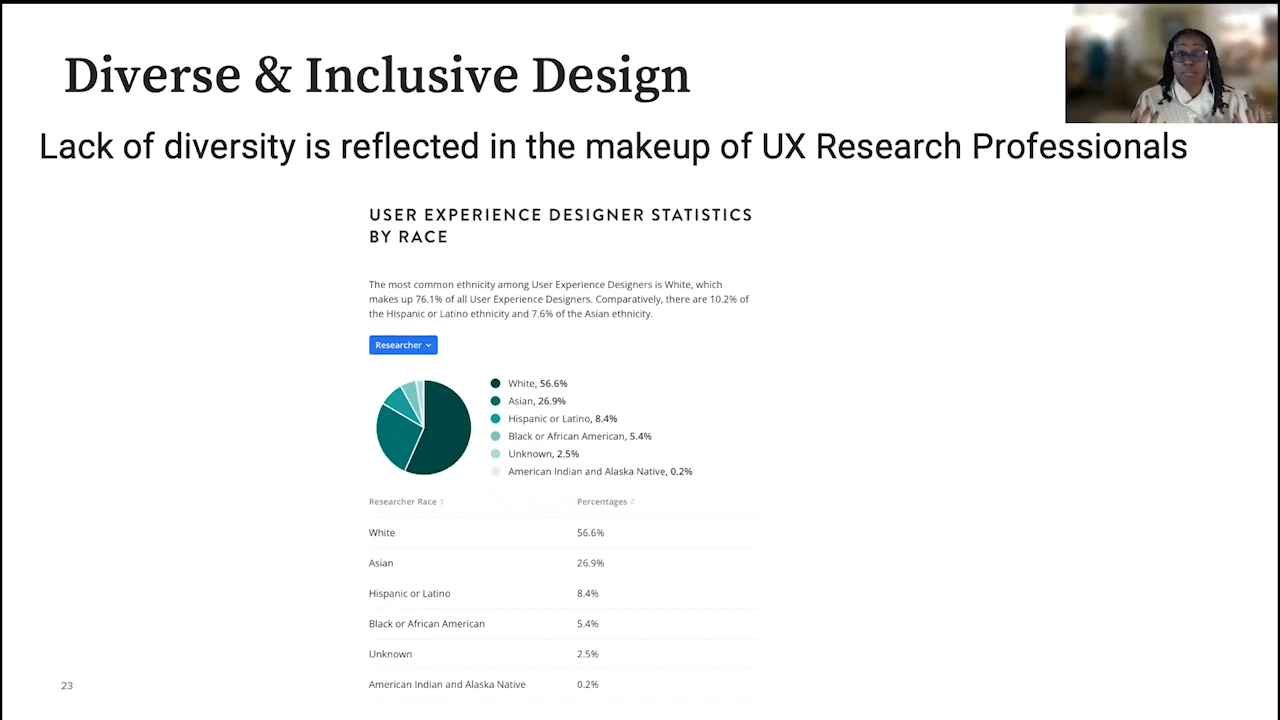 Diverse & Inclusive Design
Lack of diversity is reflected in the makeup of UX Research Professionals
USER EXPERIENCE DESIGNER STATISTICS
BY RACE
The most common ethnicity among User Experience Designers is White, which
makes up 76.1% of all User Experience Designers. Comparatively, there are 10.2% of
the Hispanic or Latino ethnicity and 7.6% of the Asian ethnicity.
Researcher
White, 56.6%
Asian, 26.9%
Hispanic or Latino, 8.4%
Black or African American, 5.4%
Unknown, 2.5%
American Indian and Alaska Native, 0.2%
Researcher Race Percentages
White 56.6%
Asian 26.9%
Hispanic or Latino 8.4%
Black or African American 5.4%
Unknown 2.5%
American Indian and Alaska Native 0.2%
23